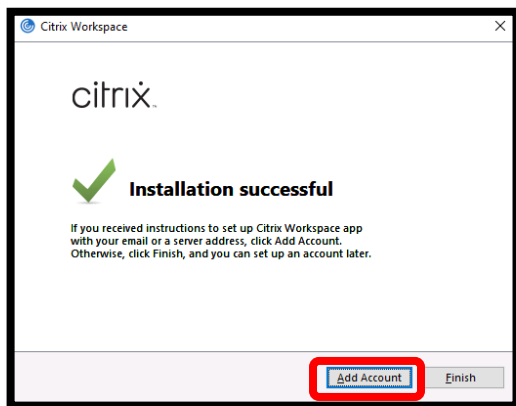 Citrix Workspace
citrix™
Installation successful
If you received instructions to set up Citrix Workspace app
with your email or a server address, click Add Account.
Otherwise, click Finish, and you can set up an account later.
Add Account Finish